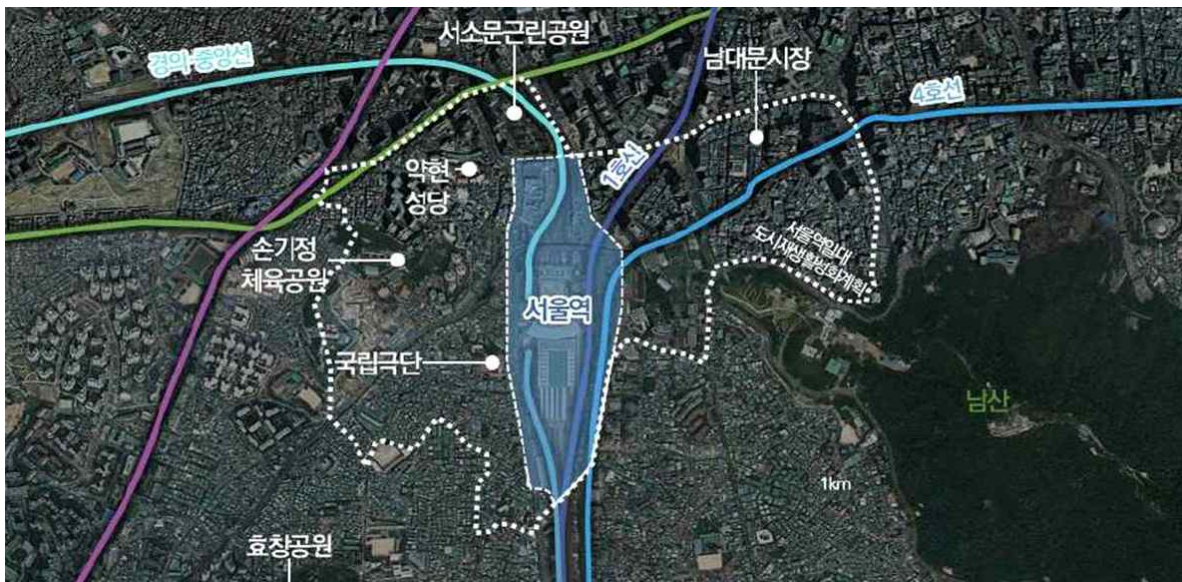 서소문근린공원
경의·중앙선
남대문시장
4호선
1호선
약현
성당
손기정
체육공원
서울역일대
도시재생활성화계획
서울역
국립극단
남산
1km
효창공원